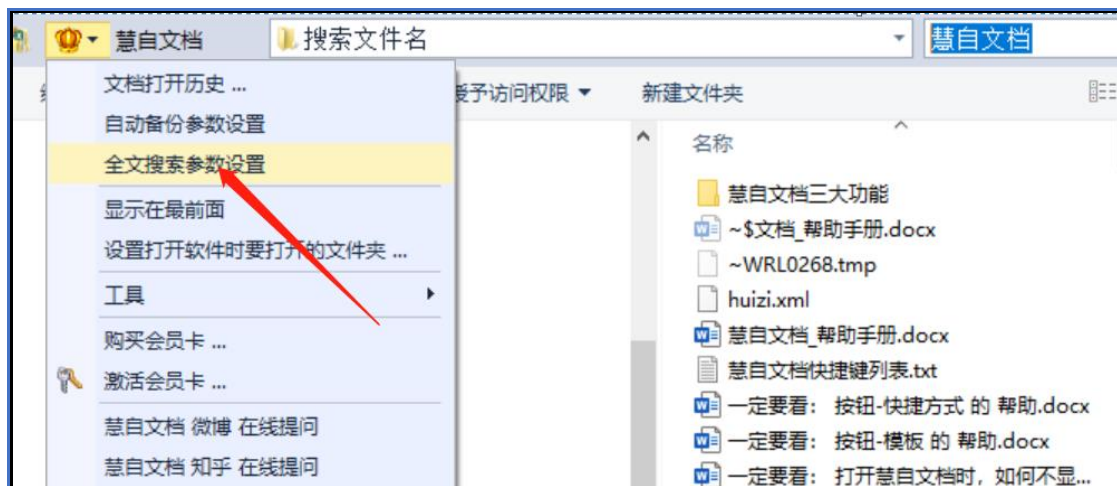 慧自文档 搜索文件名 慧自文档
文档打开历史 ...
自动备份参数设置
全文搜索参数设置
显示在最前面
设置打开软件时要打开的文件夹 ...
工具
购买会员卡 ...
激活会员卡 ...
慧自文档 微博 在线提问
慧自文档 知乎 在线提问
予访问权限 新建文件夹
名称
慧自文档三大功能
~$文档_帮助手册.docx
~WRL0268.tmp
huizi.xml
慧自文档_帮助手册.docx
慧自文档快捷键列表.txt
一定要看： 按钮-快捷方式 的 帮助.docx
一定要看： 按钮-模板 的 帮助.docx
一定要看： 打开慧自文档时，如何不显...